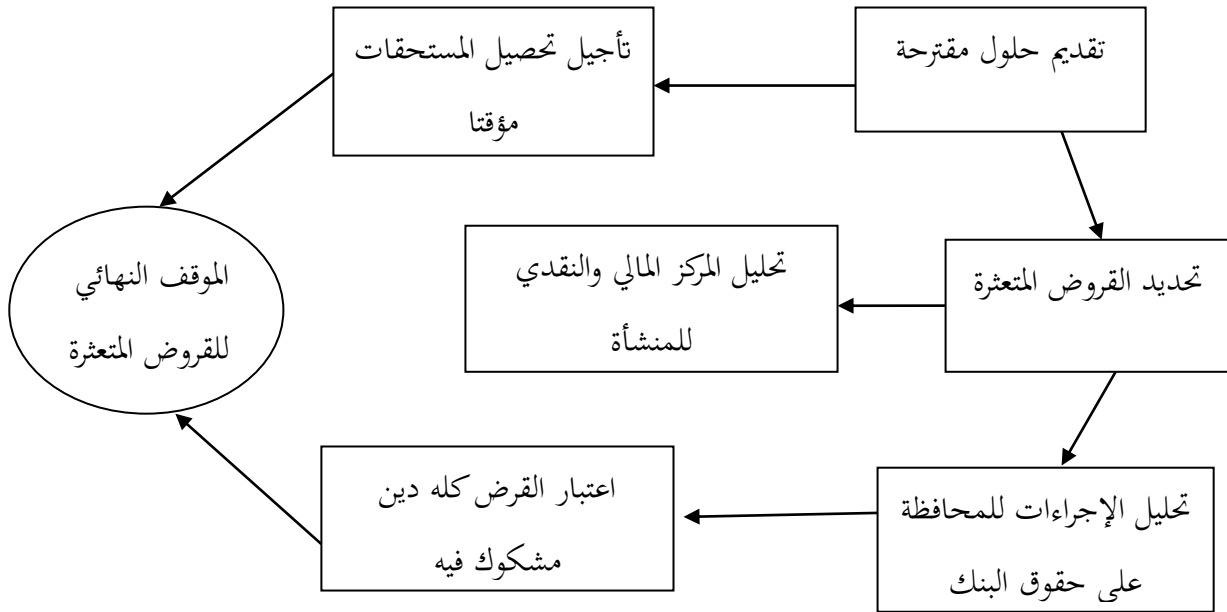 تقديم حلول مقترحة
تأجيل تحصيل المستحقات
مؤقتا
تحديد القروض المتعثرة
تحليل المركز المالي والنقدي
للمنشأة
الموقف النهائي
للقروض المتعثرة
تحليل الإجراءات للمحافظة
على حقوق البنك
اعتبار القرض كله دين
مشكوك فيه